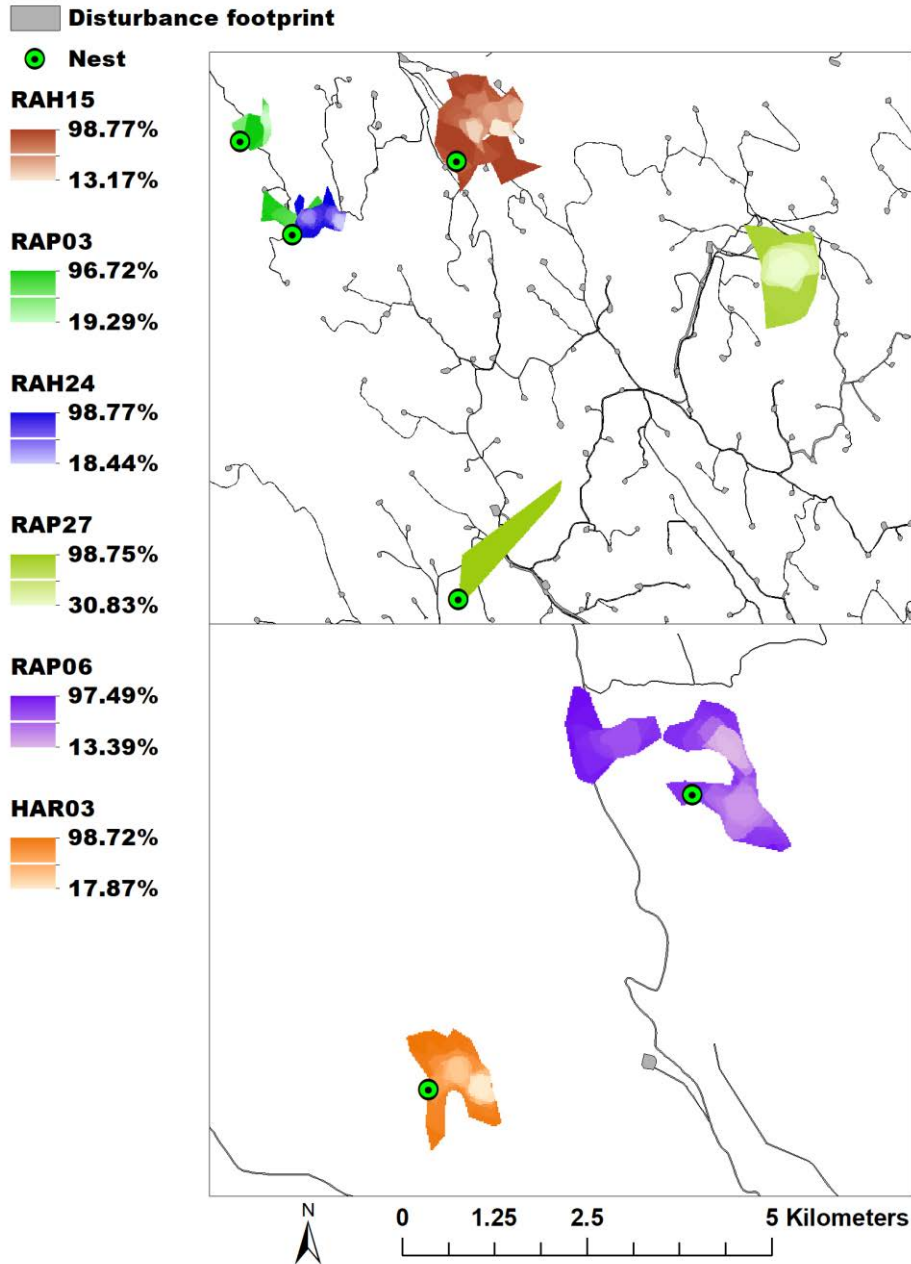 Disturbance footprint
Nest
RAH15
98.77%
13.17%
RAP03
96.72%
19.29%
RAH24
98.77%
18.44%
RAP27
98.75%
30.83%
RAP06
97.49%
13.39%
HAR03
98.72%
17.87%
N
0 1.25 2.5 5 Kilometers